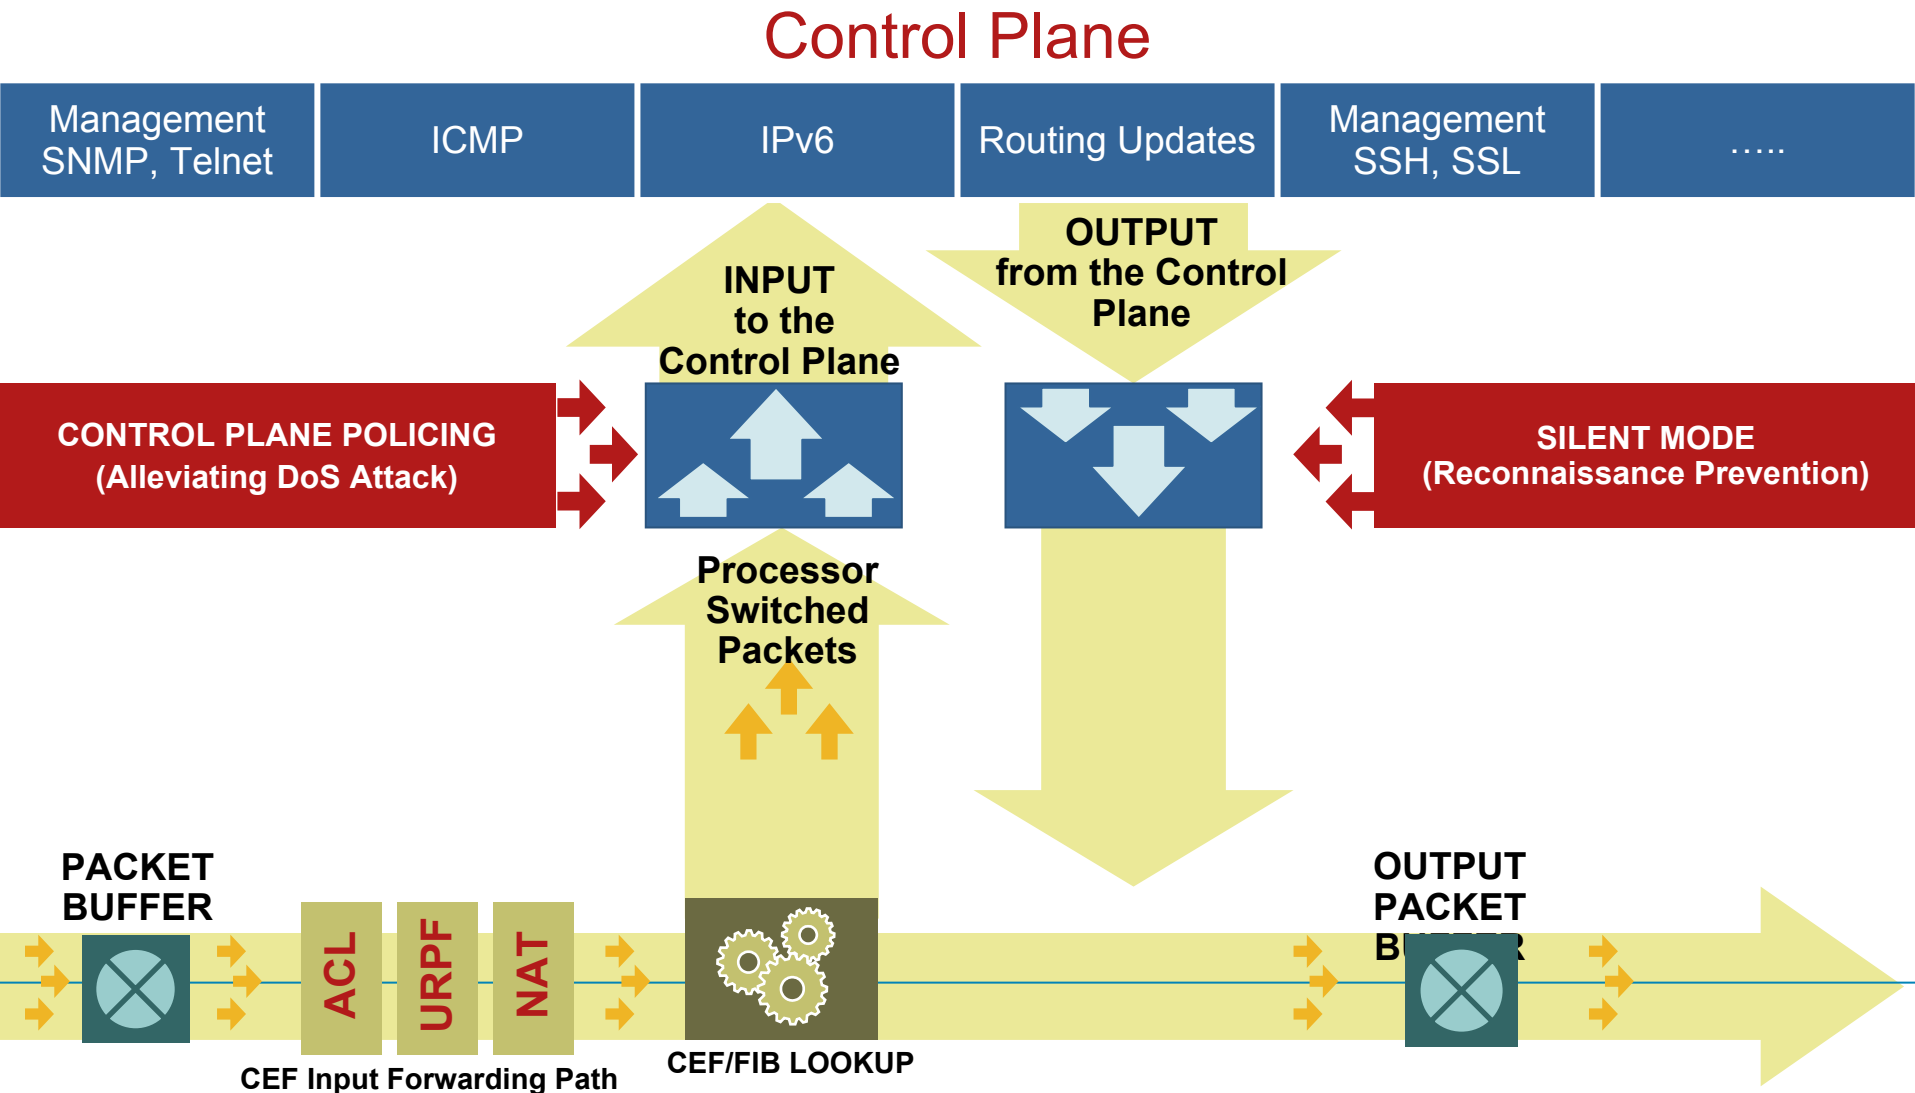 Control Plane
Management
SNMP, Telnet
ICMP
IPv6
Routing Updates
Management
SSH, SSL
.....
INPUT
to the
Control Plane
OUTPUT
from the Control
Plane
CONTROL PLANE POLICING
(Alleviating DoS Attack)
SILENT MODE
(Reconnaissance Prevention)
Processor
Switched
Packets
PACKET
BUFFER
ACL
URPF
NAT
CEF Input Forwarding Path
CEF/FIB LOOKUP
OUTPUT
PACKET
BUFFER